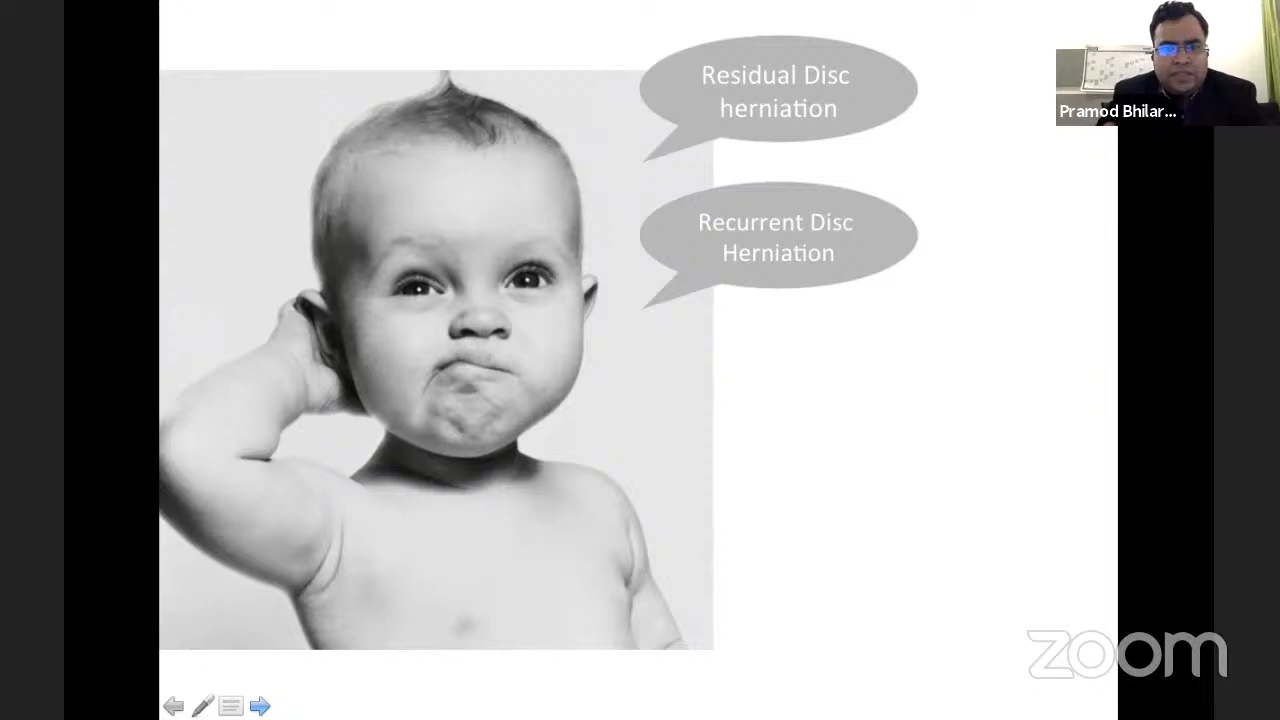 Residual Disc
herniation
Recurrent Disc
Herniation
Pramod Bhilar...
zoom